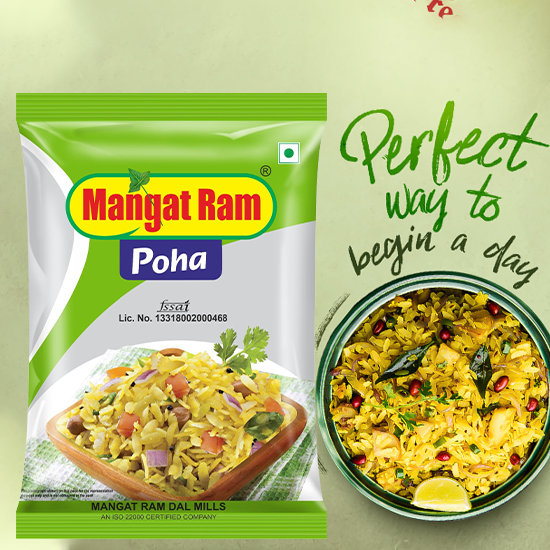 Perfect
way to
begin a day
Mangat Ram
®
Poha
fssai
Lic. No. 13318002000468
MANGAT RAM DAL MILLS
AN ISO 22000 CERTIFIED COMPANY